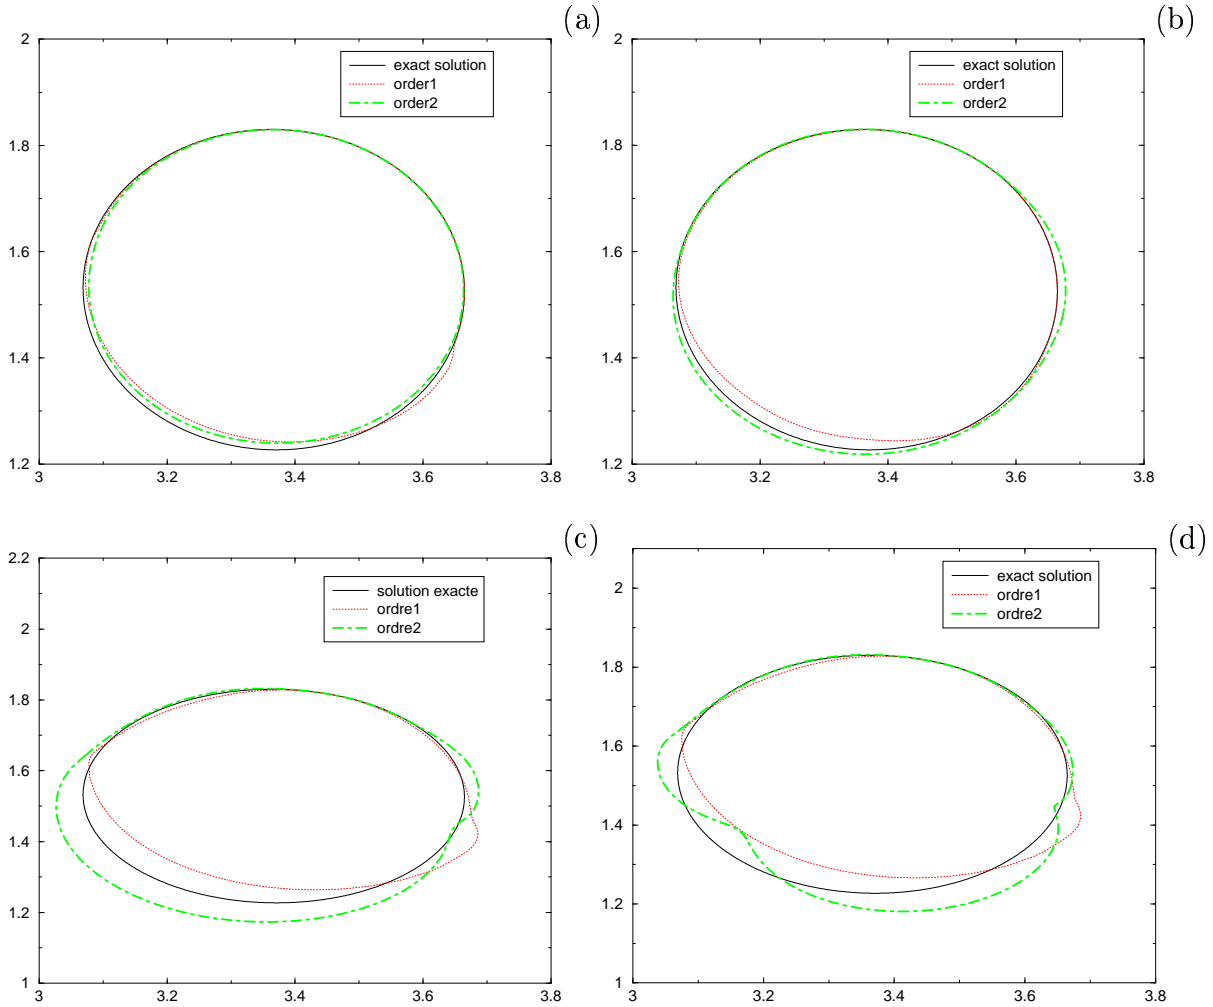 (a)
2
1.8
1.6
1.4
1.2
3
3.2
3.4
3.6
3.8
exact solution
order1
order2
(b)
2
1.8
1.6
1.4
1.2
3
3.2
3.4
3.6
3.8
exact solution
order1
order2
(c)
2.2
2
1.8
1.6
1.4
1.2
1
3
3.2
3.4
3.6
3.8
solution exacte
ordre1
ordre2
(d)
2
1.8
1.6
1.4
1.2
1
3
3.2
3.4
3.6
3.8
exact solution
ordre1
ordre2